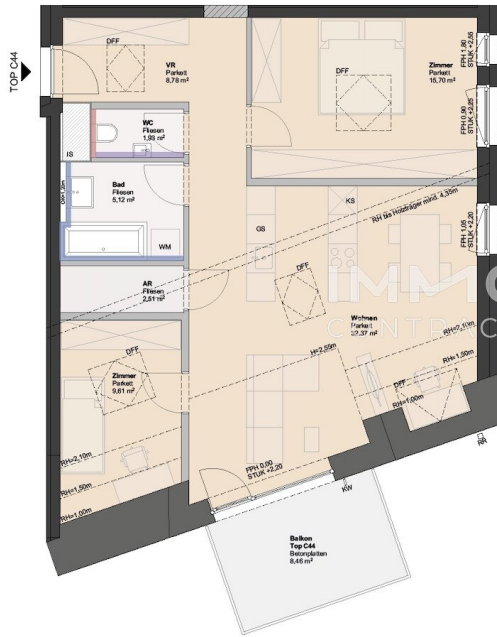 TOP C44
DFF
VR
Parkett
8,78 m²
Zimmer
Parkett
15,70 m²
DFF
FPH 1,80
STUK +2,55
FPH 0,90
STUK +2,25
WC
Fliesen
1,93 m²
IS
Bad
Fliesen
5,12 m²
WM
GS
KS
RH bis Holzträger mind. 4,35m
FPH 1,05
STUK +2,20
AR
Fliesen
2,51 m²
DFF
IMMO
CENTR
Wohnen
Parkett
32,37 m²
H=2,55m
RH=2,10m
RH=1,50m
DFF
RH=1,00m
DFF
Zimmer
Parkett
9,61 m²
RH=2,10m
RH=1,50m
RH=1,00m
FPH 0,00
STUK +2,20
KW
RR
Balkon
Top C44
Betonplatten
8,46 m²